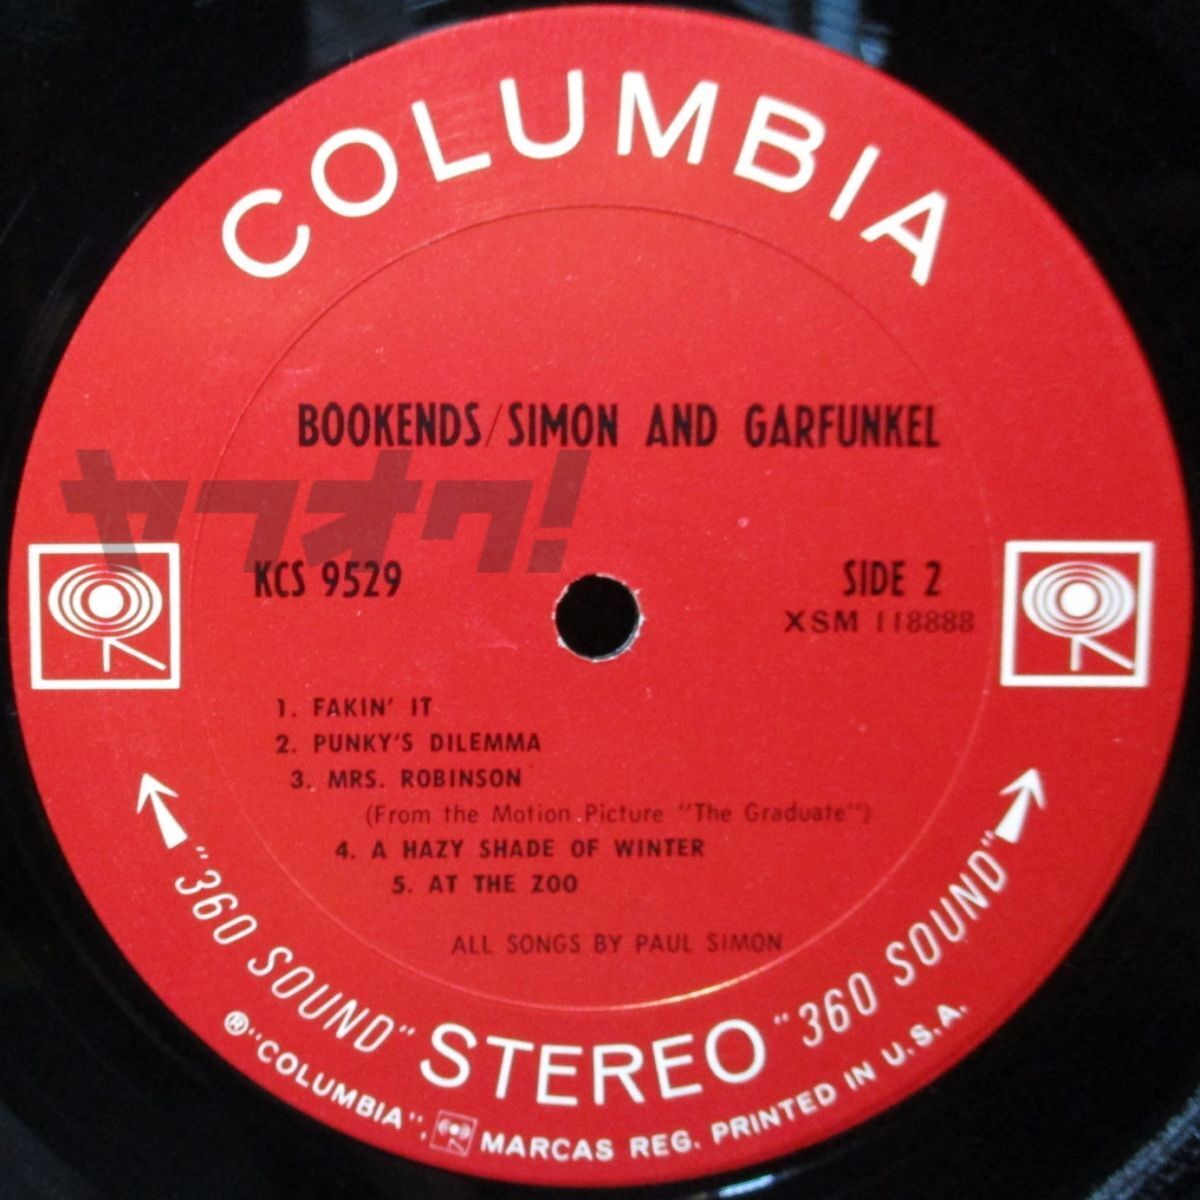 COLUMBIA
BOOKENDS/SIMON AND GARFUNKEL
ヤフオク!
KCS 9529
SIDE 2
XSM 118888
1. FAKIN' IT
2. PUNKY'S DILEMMA
3. MRS. ROBINSON
(From the Motion Picture "The Graduate")
4. A HAZY SHADE OF WINTER
5. AT THE ZOO
ALL SONGS BY PAUL SIMON
"360 SOUND" STEREO "360 SOUND"
® "COLUMBIA", MARCAS REG. PRINTED IN U.S.A.